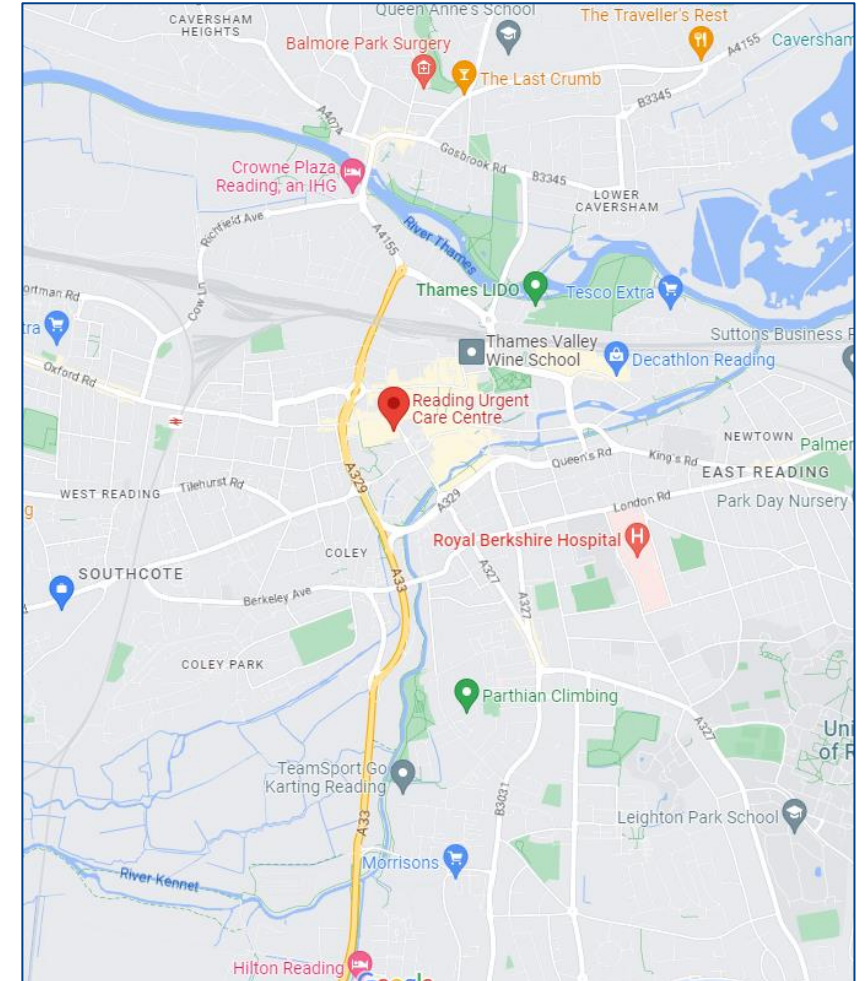 Queen Anne's School
The Traveller's Rest
CAVERSHAM
HEIGHTS
Balmore Park Surgery
A4155
Caversham
The Last Crumb
B3345
A4074
Gosbrook Rd
B3345
Crowne Plaza
Reading, an IHG
LOWER
CAVERSHAM
Richfield Ave
A4155
River Thames
Thames LIDO
Tesco Extra
ortman Rd
Cow Ln
tra
Thames Valley
Wine School
Suttons Business P
Decathlon Reading
Oxford Rd
Reading Urgent
Care Centre
NEWTOWN
Palmer
Queen's Rd
King's Rd
EAST READING
A329
WEST READING
Tilehurst Rd
A329
London Rd
Park Day Nursery
g
Royal Berkshire Hospital
H
COLEY
SOUTHCOTE
A33
A327
A327
Berkeley Ave
COLEY PARK
Parthian Climbing
A327
Uni
of R
TeamSport Go
Karting Reading
B3031
A33
Leighton Park School
Morrisons
River Kennet
Hilton Reading
Google